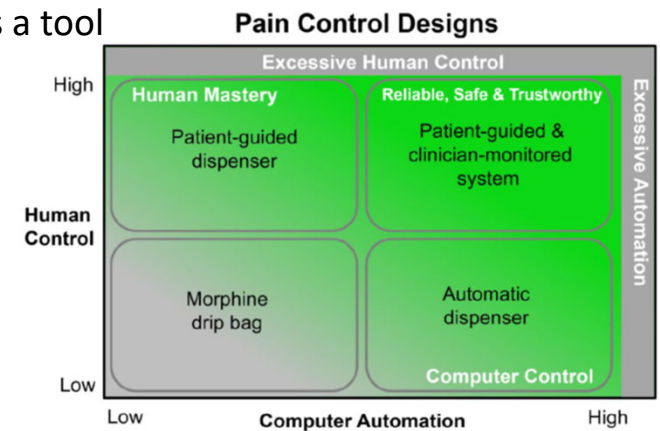 s a tool
Pain Control Designs
Excessive Human Control
High
Human Mastery
Patient-guided
dispenser
Reliable, Safe & Trustworthy
Patient-guided &
clinician-monitored
system
Excessive Automation
Human
Control
Morphine
drip bag
Automatic
dispenser
Computer Control
Low
Low
Computer Automation
High